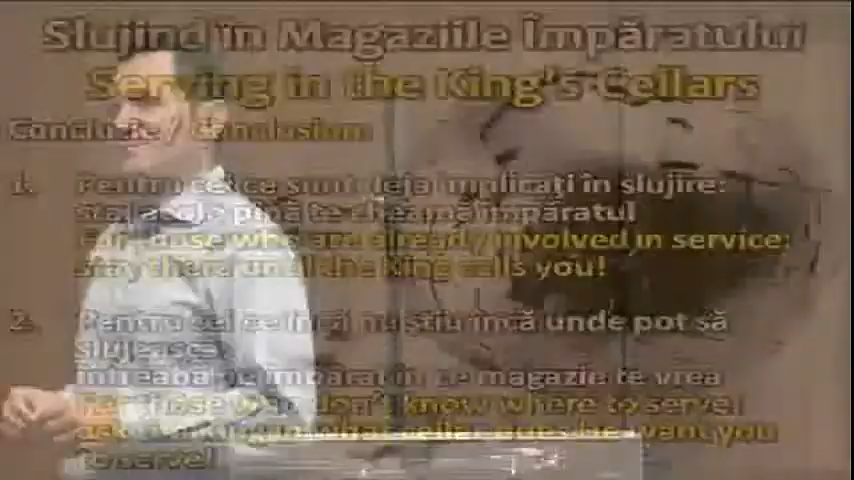 Slujind în Magaziile Împăratului
Serving in the King's Cellars
Concluzie / Conclusion:
1. Pentru cei ce sunt deja implicați în slujire:
Stai acolo pînă te cheamă împăratul
For those who are already involved in service:
Stay there until the King calls you!
2. Pentru cei ce încă nu știu încă unde pot să
slujească:
Întreabă pe împărat în ce magazie te vrea
For those who don't know where to serve:
ask the King in what cellar does he want you
to serve!